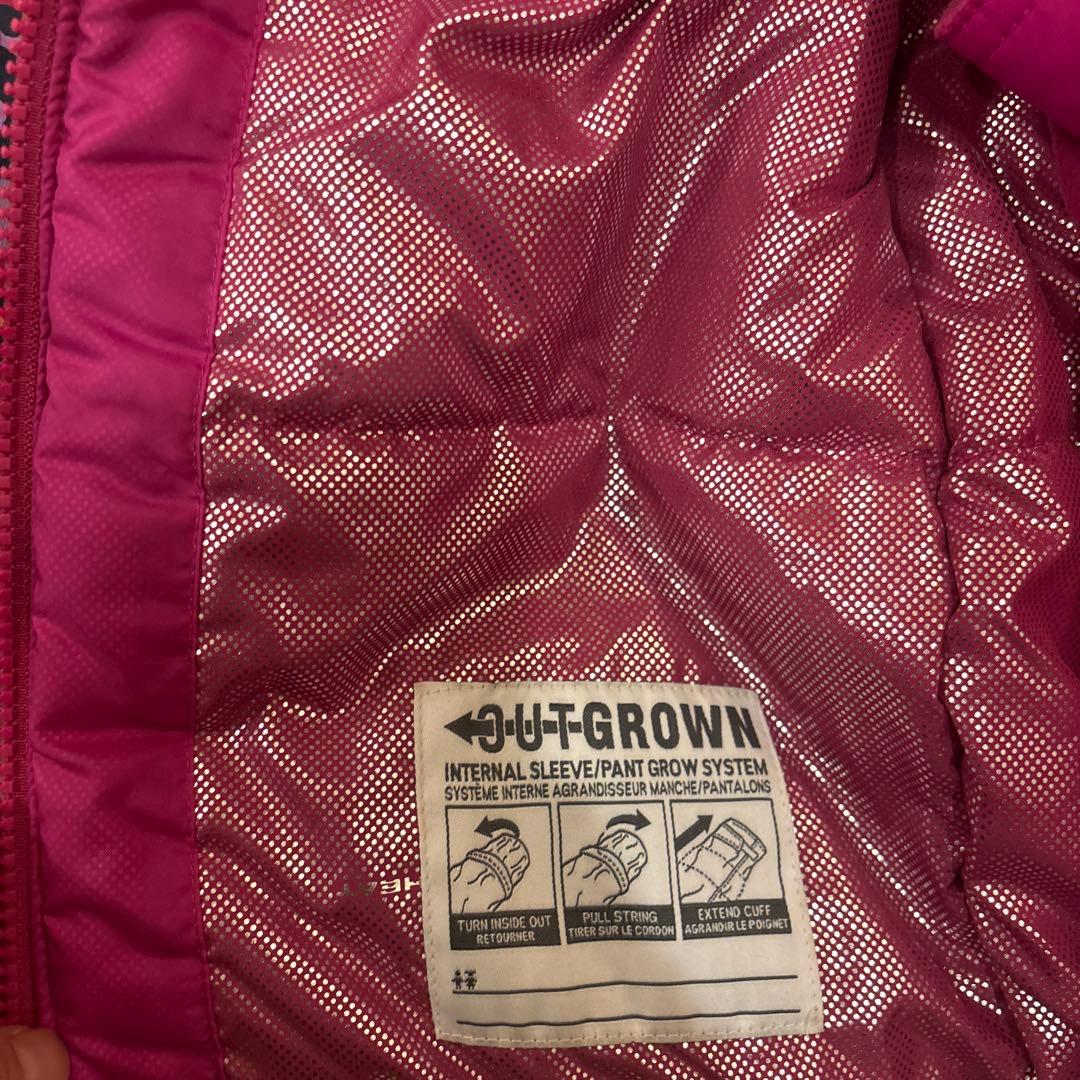 OUTGROWN
INTERNAL SLEEVE/PANT GROW SYSTEM
SYSTÈME INTERNE AGRANDISSEUR MANCHE/PANTALONS
TURN INSIDE OUT
RETOURNER
PULL STRING
TIRER SUR LE CORDON
EXTEND CUFF
AGRANDIR LE POIGNET